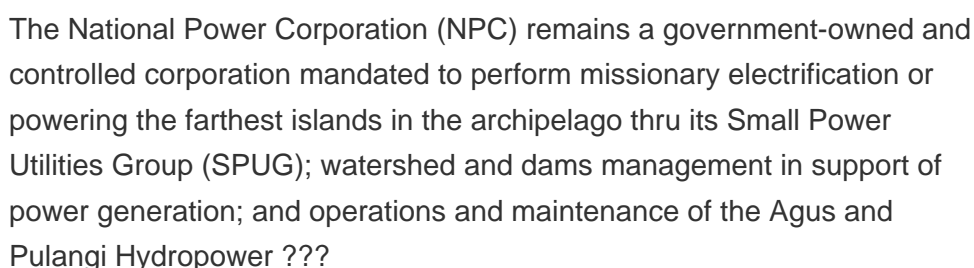 The National Power Corporation (NPC) remains a government-owned and
controlled corporation mandated to perform missionary electrification or
powering the farthest islands in the archipelago thru its Small Power
Utilities Group (SPUG); watershed and dams management in support of
power generation; and operations and maintenance of the Agus and
Pulangi Hydropower ???